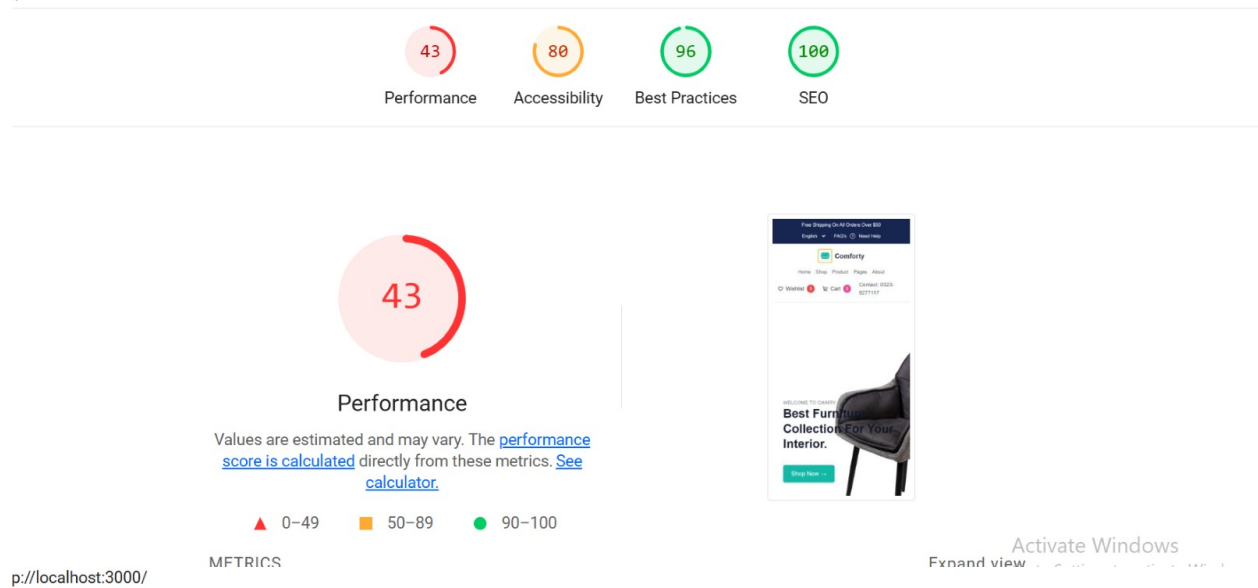 43
80
96
100
Performance
Accessibility
Best Practices
SEO
43
Performance
Values are estimated and may vary. The performance
score is calculated directly from these metrics. See
calculator.
0–49
50–89
90–100
Free Shipping On All Orders Over $50
English
FAQ's
Need Help
Comforty
Home Shop Product Pages About
Wishlist
Cart
Contact:
WELCOME TO CHAIRY
Best Furniture
Collection For Your
Interior.
Shop Now →
METRICS
Expand view
Activate Windows
p://localhost:3000/